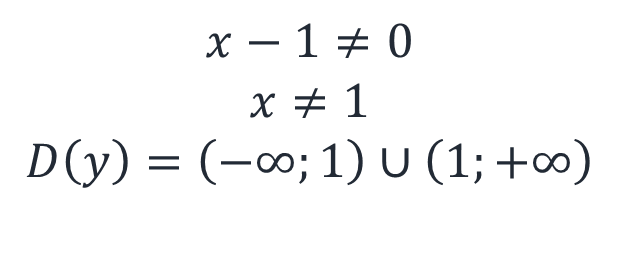 x − 1 ≠ 0
x ≠ 1
D(y) = (−∞; 1) ∪ (1; +∞)